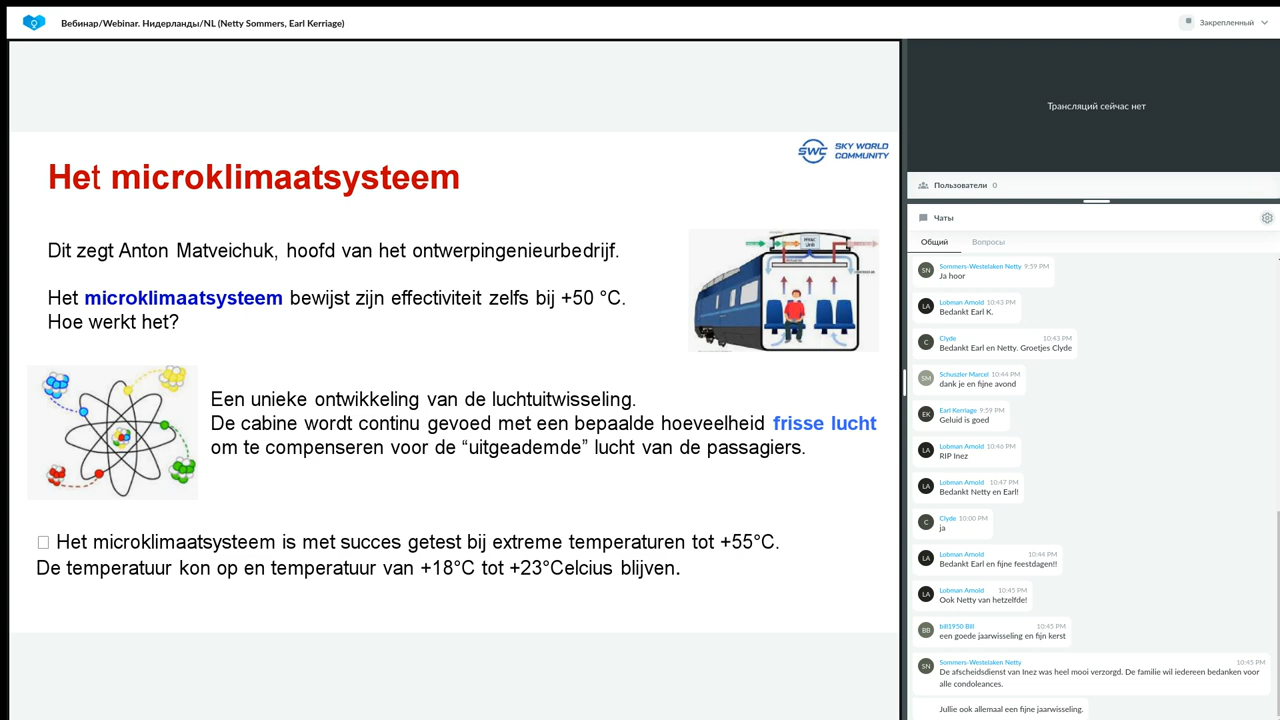 Вебинар/Webinar. Нидерланды/NL (Netty Sommers, Earl Kerriage)
Закрепленный
SWC SKY WORLD
COMMUNITY
Het microklimaatsysteem
Dit zegt Anton Matveichuk, hoofd van het ontwerpingenieurbedrijf.
Het microklimaatsysteem bewijst zijn effectiviteit zelfs bij +50 °C.
Hoe werkt het?
Een unieke ontwikkeling van de luchtuitwisseling.
De cabine wordt continu gevoed met een bepaalde hoeveelheid frisse lucht
om te compenseren voor de “uitgeademde” lucht van de passagiers.
Het microklimaatsysteem is met succes getest bij extreme temperaturen tot +55°C.
De temperatuur kon op en temperatuur van +18°C tot +23°Celcius blijven.
Трансляций сейчас нет
Пользователи 0
Чаты
Общий Вопросы
SN Sommers-Westelaken Netty 9:59 PM
Ja hoor
LA Lobman Arnold 10:43 PM
Bedankt Earl K.
C Clyde 10:43 PM
Bedankt Earl en Netty. Groetjes Clyde
SM Schuszler Marcel 10:44 PM
dank je en fijne avond
EK Earl Kerriage 9:59 PM
Geluid is goed
LA Lobman Arnold 10:46 PM
RIP Inez
LA Lobman Arnold 10:47 PM
Bedankt Netty en Earl!
C Clyde 10:00 PM
ja
LA Lobman Arnold 10:44 PM
Bedankt Earl en fijne feestdagen!!
LA Lobman Arnold 10:45 PM
Ook Netty van hetzelfde!
BB bill1950 Bill 10:45 PM
een goede jaarwisseling en fijn kerst
SN Sommers-Westelaken Netty 10:45 PM
De afscheidsdienst van Inez was heel mooi verzorgd. De familie wil iedereen bedanken voor
alle condoleances.
Jullie ook allemaal een fijne jaarwisseling.